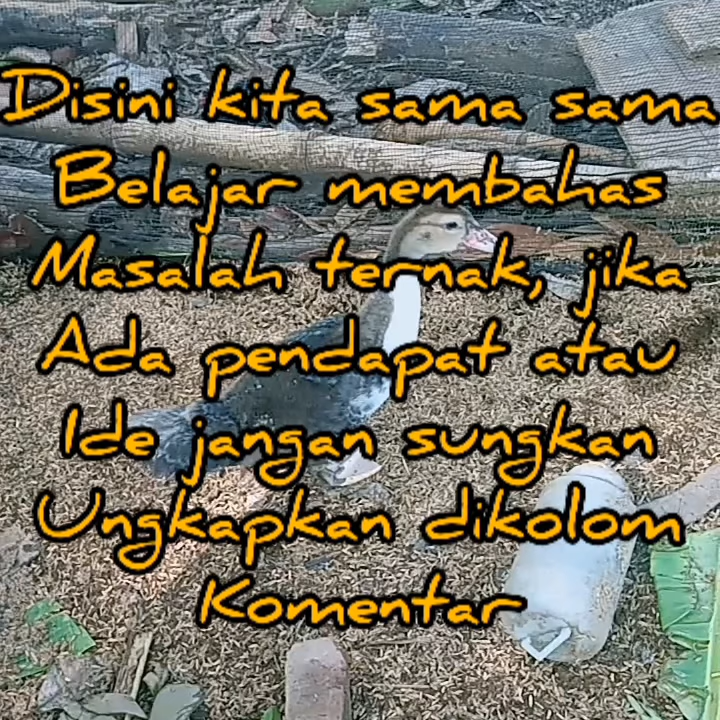 Disini kita sama sama
Belajar membahas
Masalah ternak, jika
Ada pendapat atau
Ide jangan sungkan
Ungkapkan dikolom
Komentar